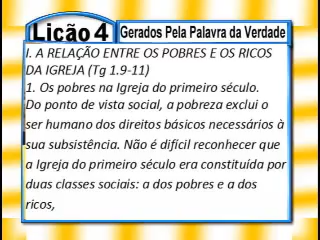 Lição 4
Gerados Pela Palavra da Verdade
I. A RELAÇÃO ENTRE OS POBRES E OS RICOS
DA IGREJA (Tg 1.9-11)
1. Os pobres na Igreja do primeiro século.
Do ponto de vista social, a pobreza exclui o
ser humano dos direitos básicos necessários à
sua subsistência. Não é difícil reconhecer que
a Igreja do primeiro século era constituída por
duas classes sociais: a dos pobres e a dos
ricos,